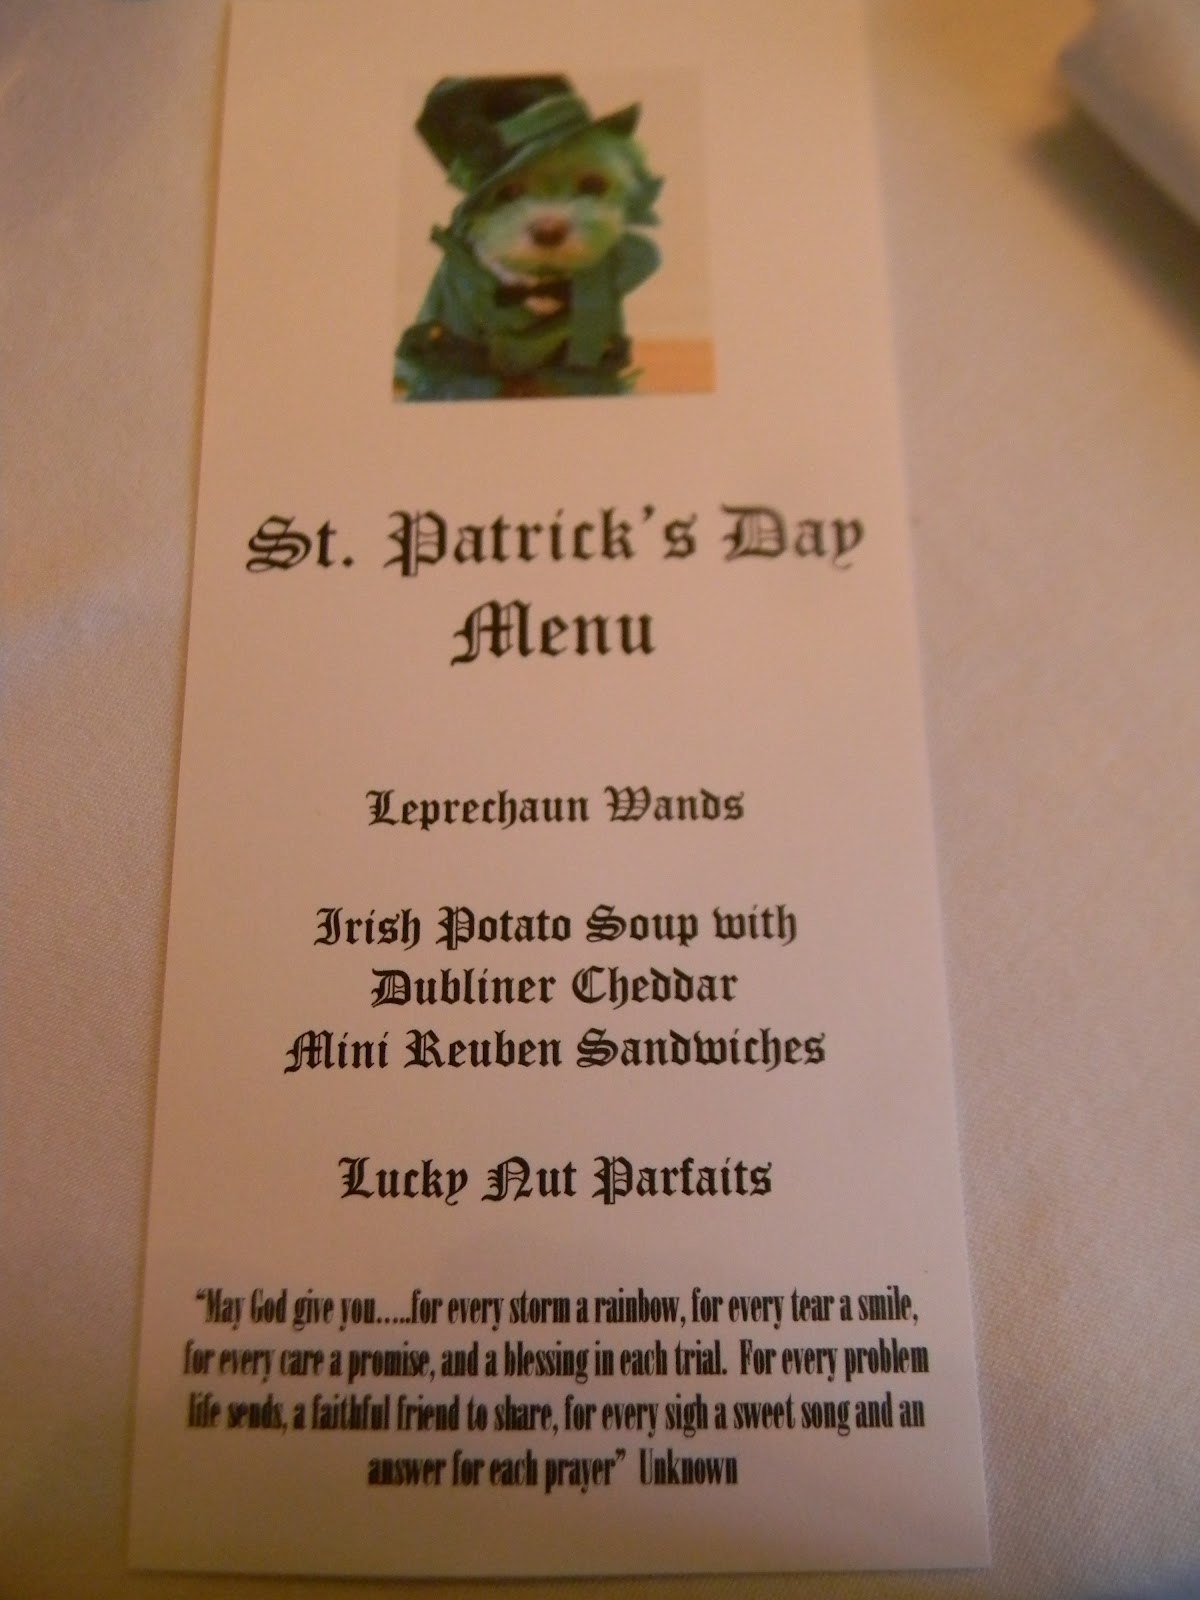 St. Patrick's Day
Menu
Leprechaun Wands
Irish Potato Soup with
Dubliner Cheddar
Mini Reuben Sandwiches
Lucky Nut Parfaits
“May God give you.....for every storm a rainbow, for every tear a smile,
for every care a promise, and a blessing in each trial. For every problem
life sends, a faithful friend to share, for every sigh a sweet song and an
answer for each prayer” Unknown